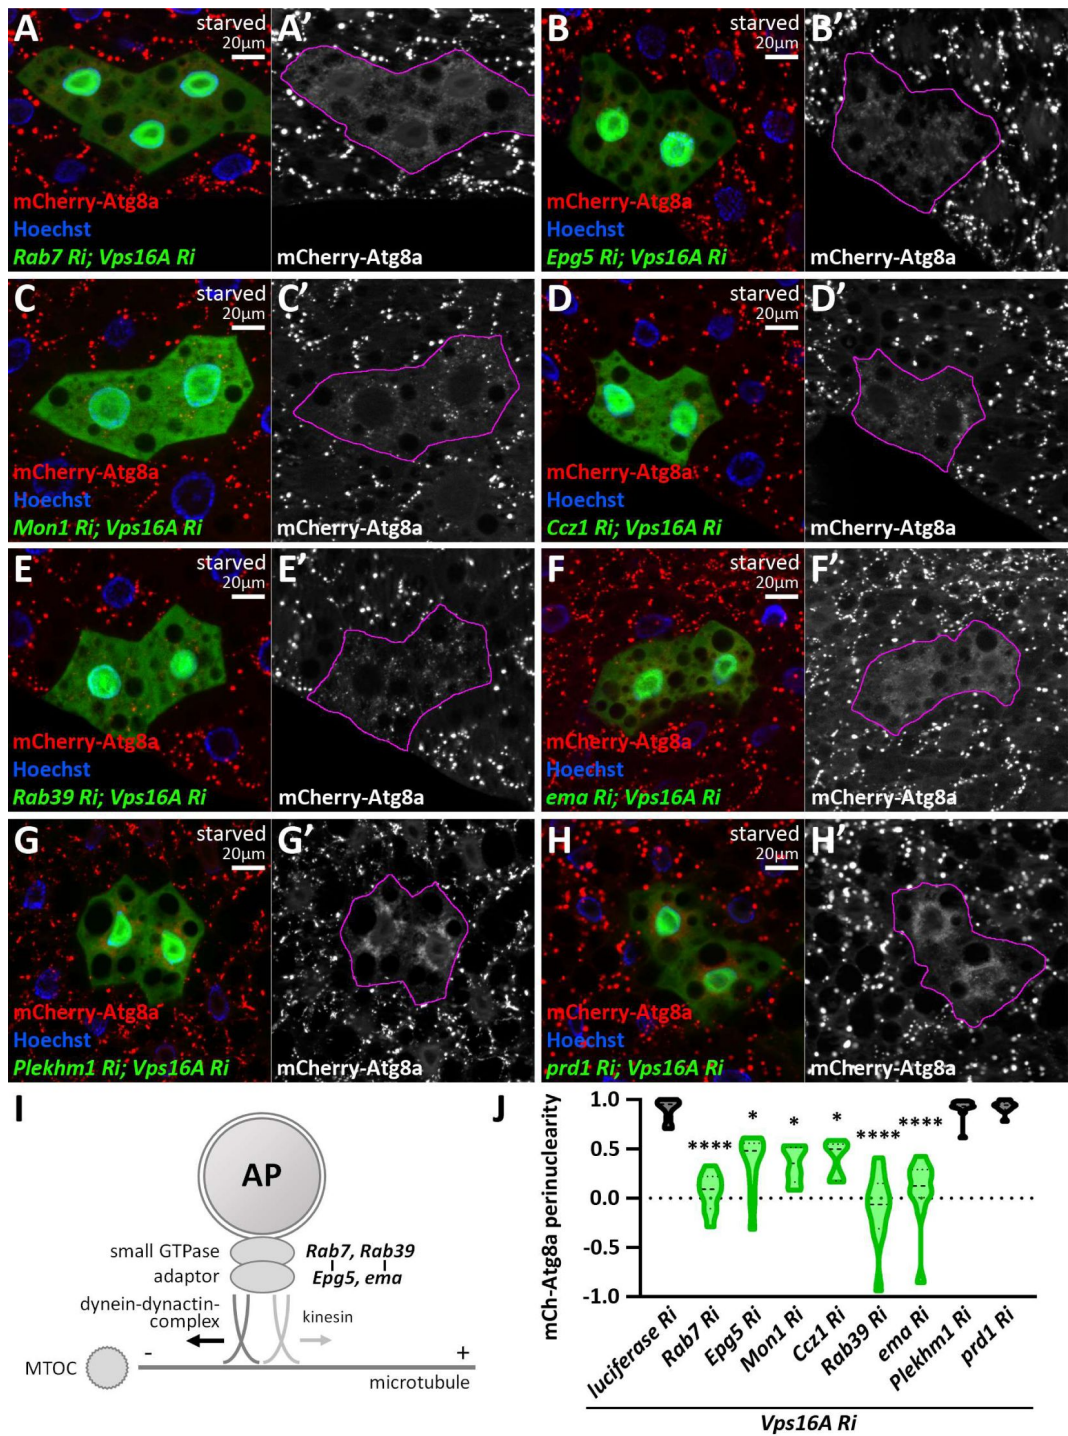 A
starved
20µm
mCherry-Atg8a
Hoechst
Rab7 Ri; Vps16A Ri
A’
mCherry-Atg8a
B
starved
20µm
mCherry-Atg8a
Hoechst
Epg5 Ri; Vps16A Ri
B’
mCherry-Atg8a
C
starved
20µm
mCherry-Atg8a
Hoechst
Mon1 Ri; Vps16A Ri
C’
mCherry-Atg8a
D
starved
20µm
mCherry-Atg8a
Hoechst
Ccz1 Ri; Vps16A Ri
D’
mCherry-Atg8a
E
starved
20µm
mCherry-Atg8a
Hoechst
Rab39 Ri; Vps16A Ri
E’
mCherry-Atg8a
F
starved
20µm
mCherry-Atg8a
Hoechst
ema Ri; Vps16A Ri
F’
mCherry-Atg8a
G
starved
20µm
mCherry-Atg8a
Hoechst
Plekhm1 Ri; Vps16A Ri
G’
mCherry-Atg8a
H
starved
20µm
mCherry-Atg8a
Hoechst
prd1 Ri; Vps16A Ri
H’
mCherry-Atg8a
I
AP
small GTPase
Rab7, Rab39
adaptor
Epg5, ema
dynein-dynactin-
complex
kinesin
MTOC
-
+
microtubule
J
mCh-Atg8a perinuclearity
1.0
0.5
0.0
-0.5
-1.0
****
*
*
*
****
****
luciferase Ri
Rab7 Ri
Epg5 Ri
Mon1 Ri
Ccz1 Ri
Rab39 Ri
ema Ri
Plekhm1 Ri
prd1 Ri
Vps16A Ri